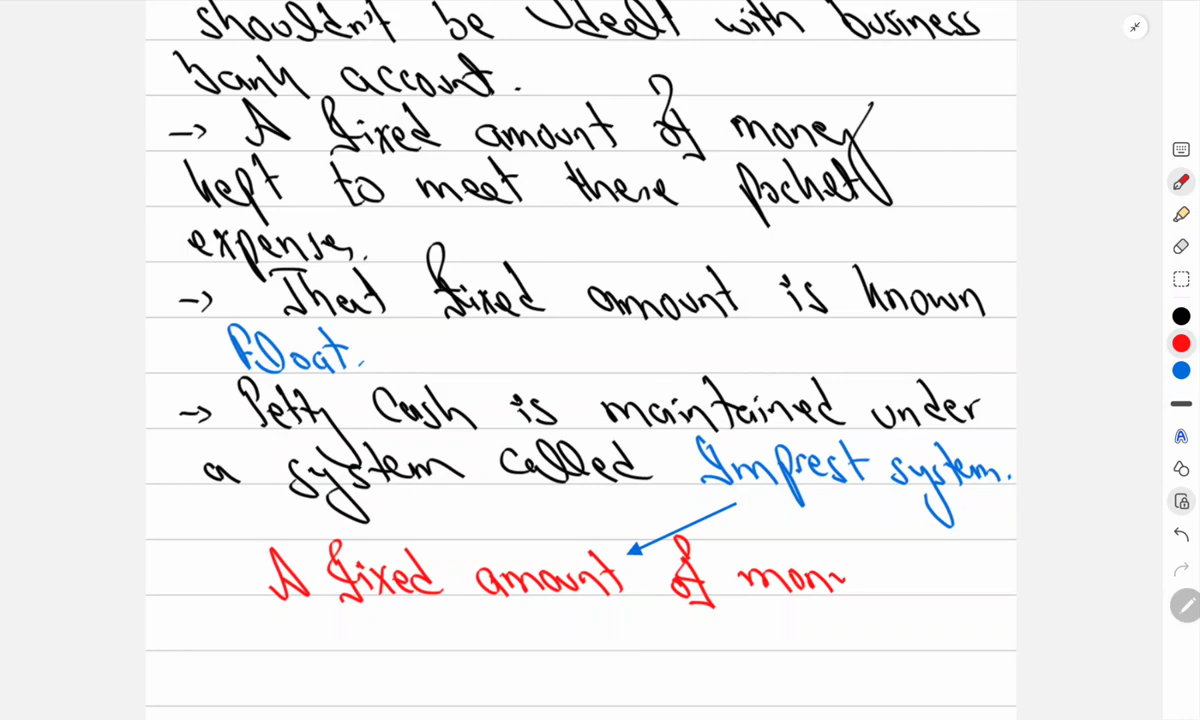 shouldn't be dealt with business
bank account.
→ A fixed amount of money
kept to meet these pocket
expenses.
→ That fixed amount is known
Float.
→ Petty Cash is maintained under
a system called Imprest system.
A fixed amount of mon